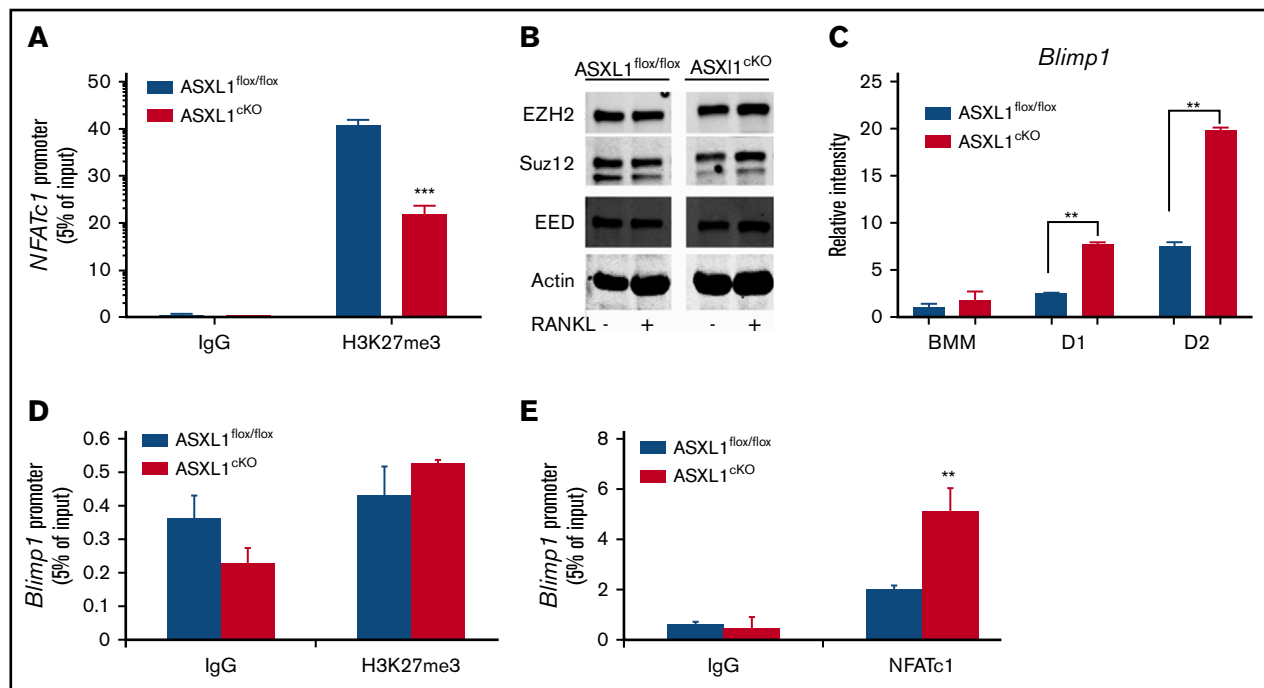 A
NFATc1 promoter
(5% of input)
50
40
30
20
10
0
ASXL1flox/flox
ASXL1cKO
***
IgG
H3K27me3
B
ASXL1flox/flox
ASXl1cKO
EZH2
Suz12
EED
Actin
RANKL - + - +
C
Blimp1
Relative intensity
25
20
15
10
5
0
ASXL1flox/flox
ASXL1cKO
**
**
BMM
D1
D2
D
Blimp1 promoter
(5% of input)
0.6
0.5
0.4
0.3
0.2
0.1
0
ASXL1flox/flox
ASXL1cKO
IgG
H3K27me3
E
Blimp1 promoter
(5% of input)
8
6
4
2
0
ASXL1flox/flox
ASXL1cKO
**
IgG
NFATc1